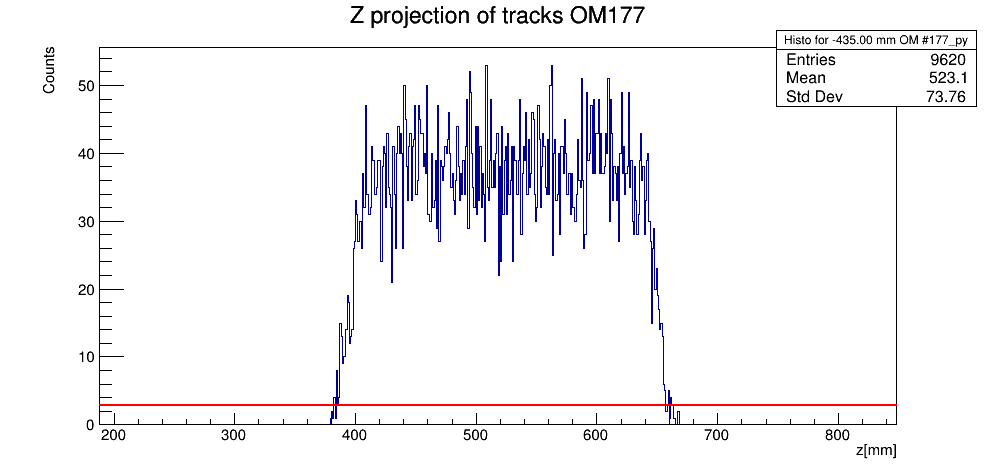 Z projection of tracks OM177
Histo for -435.00 mm OM #177_py
Entries 9620
Mean 523.1
Std Dev 73.76
Counts
50
40
30
20
10
0
200 300 400 500 600 700 800
z[mm]